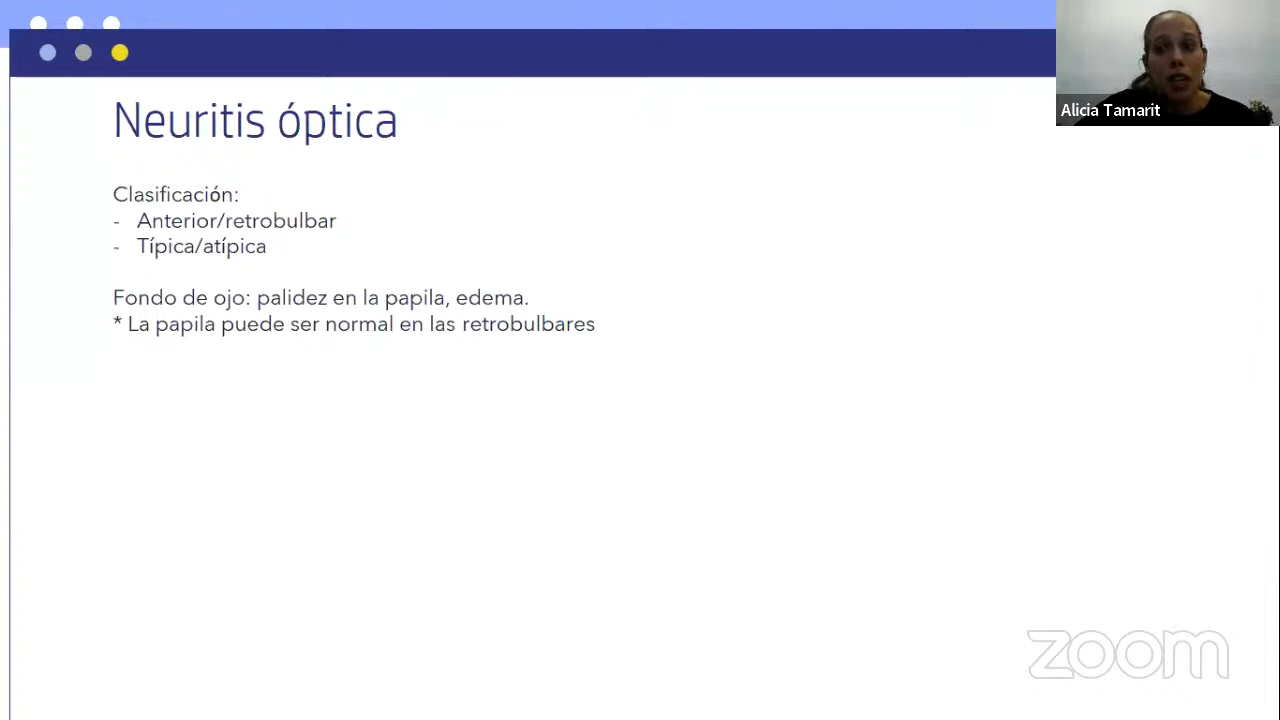 Alicia Tamarit
Neuritis óptica
Clasificación:
- Anterior/retrobulbar
- Típica/atípica
Fondo de ojo: palidez en la papila, edema.
* La papila puede ser normal en las retrobulbares
zoom